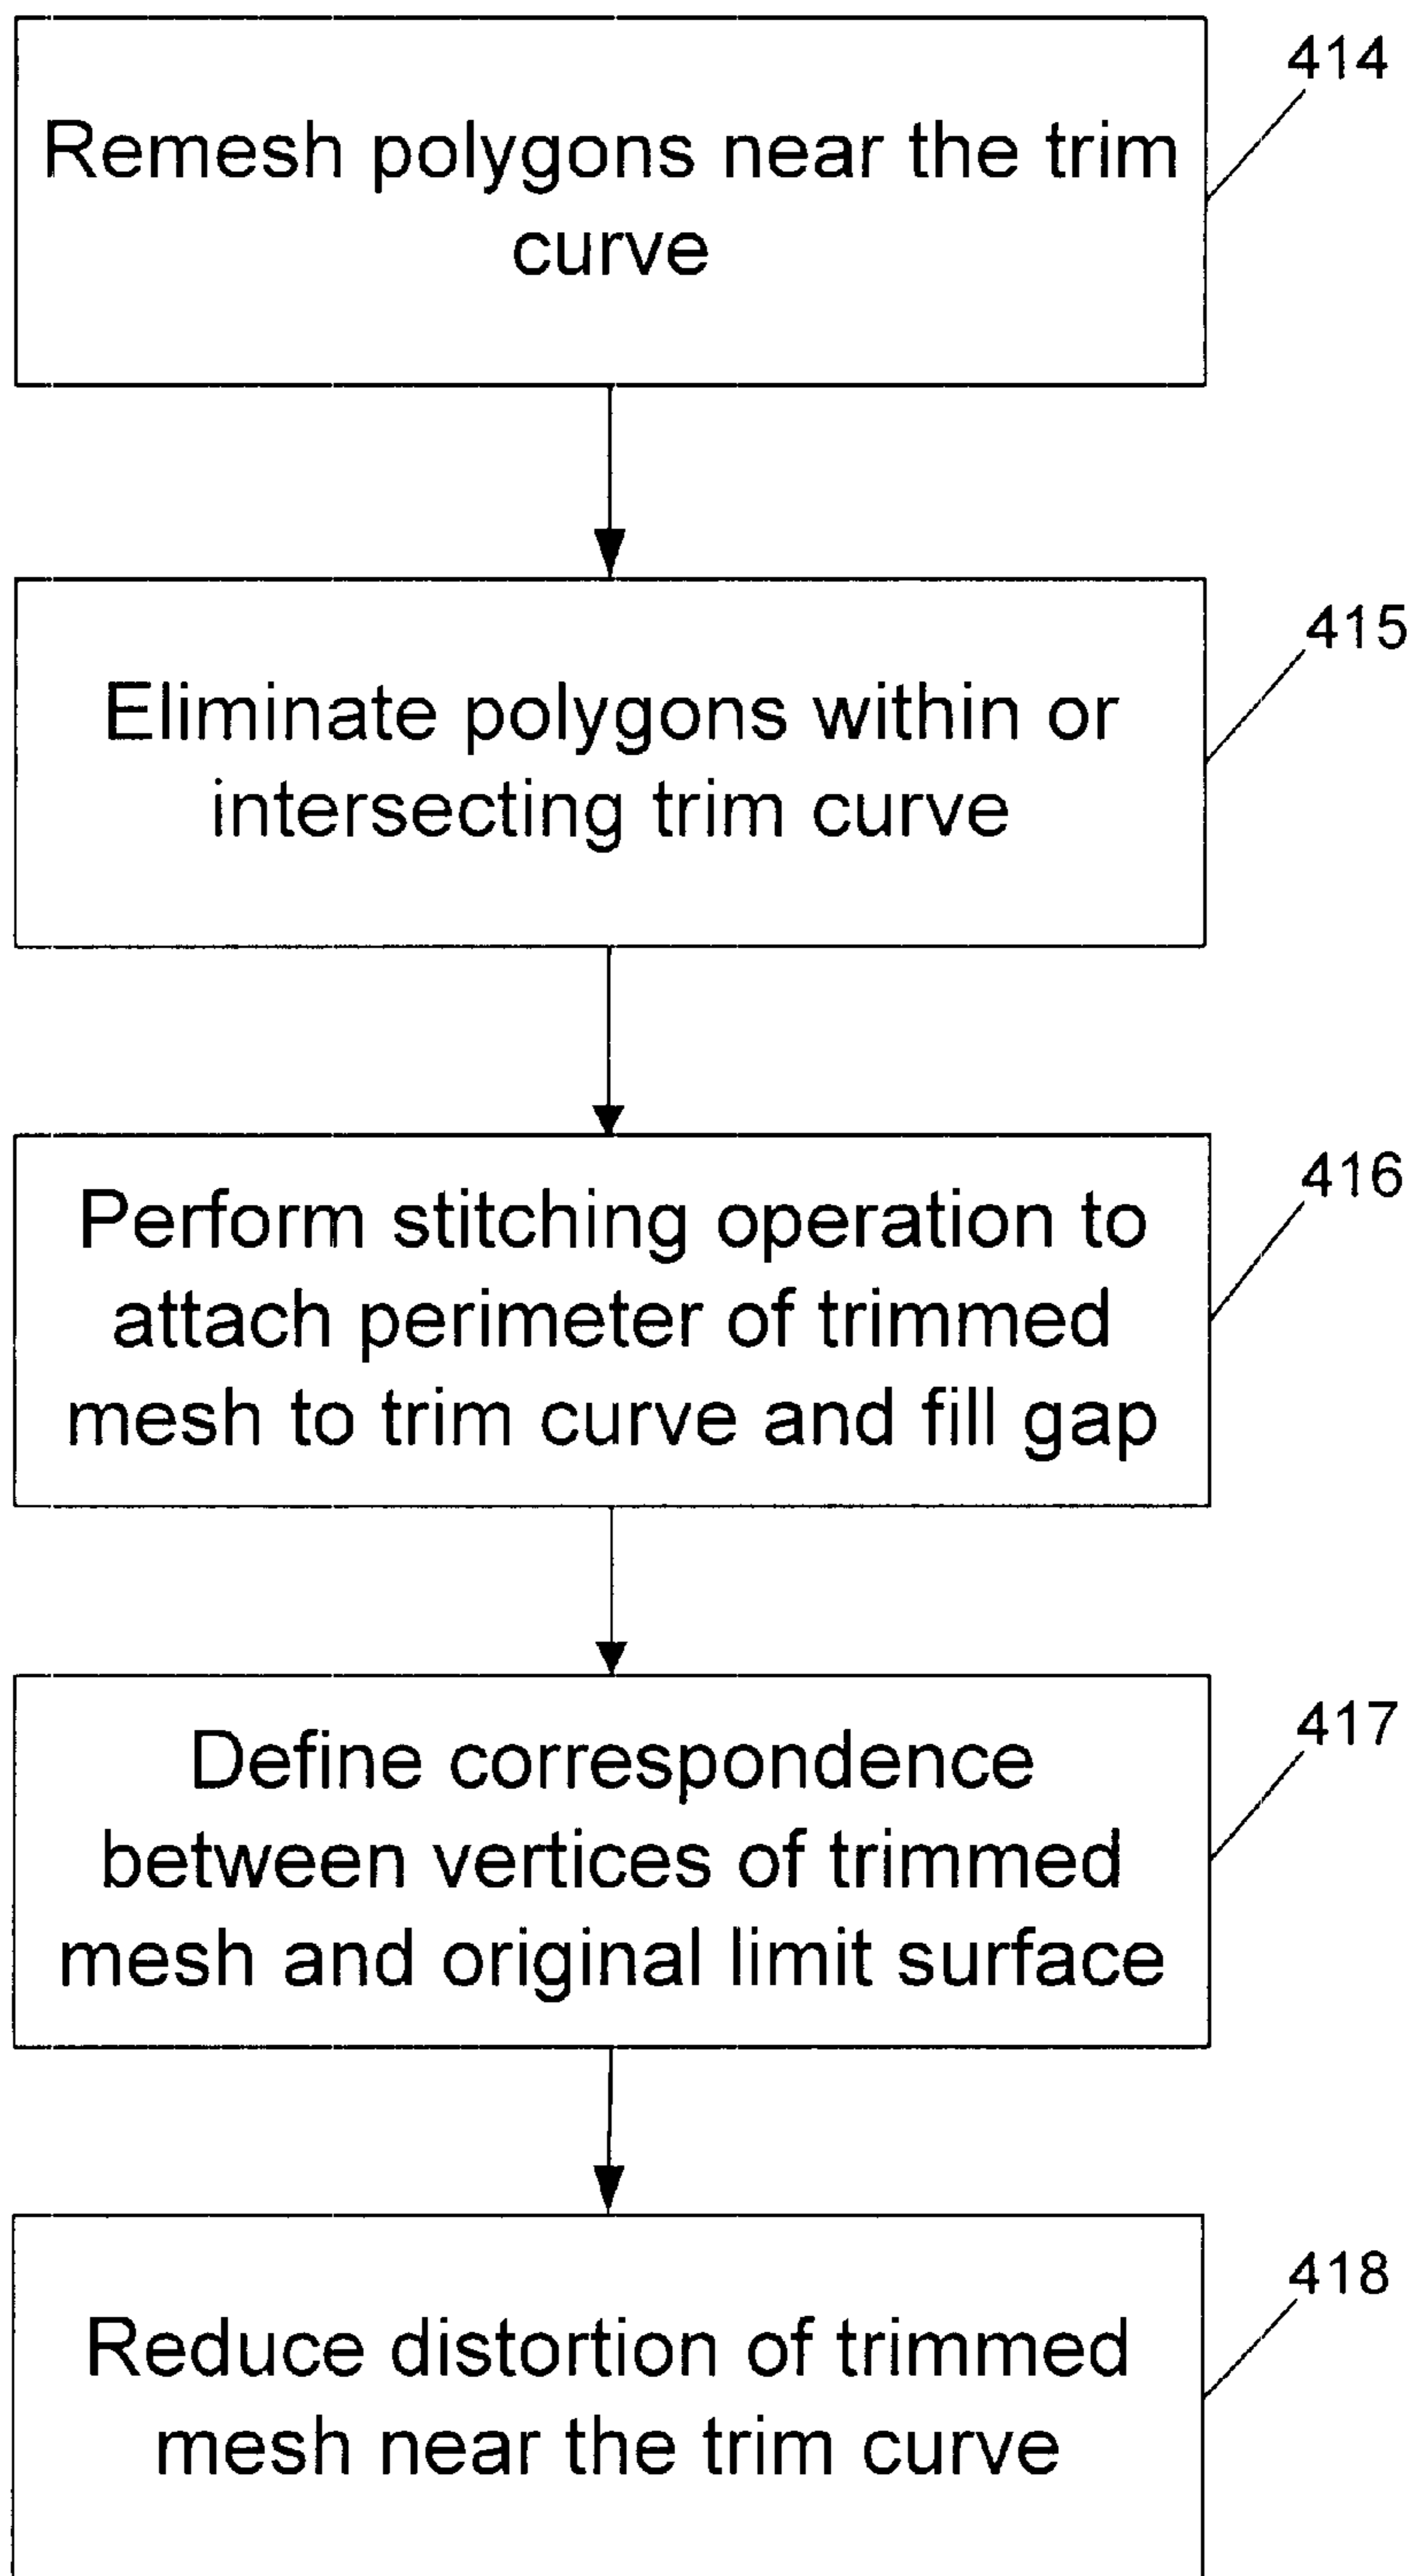 414
Remesh polygons near the trim
curve
415
Eliminate polygons within or
intersecting trim curve
416
Perform stitching operation to
attach perimeter of trimmed
mesh to trim curve and fill gap
417
Define correspondence
between vertices of trimmed
mesh and original limit surface
418
Reduce distortion of trimmed
mesh near the trim curve